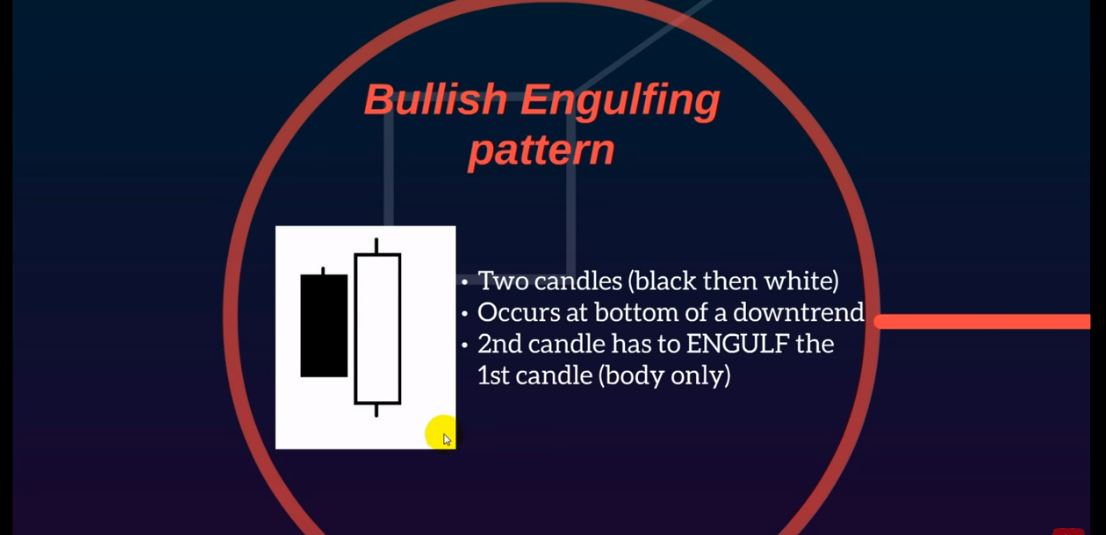 Bullish Engulfing
pattern
• Two candles (black then white)
• Occurs at bottom of a downtrend
• 2nd candle has to ENGULF the
1st candle (body only)